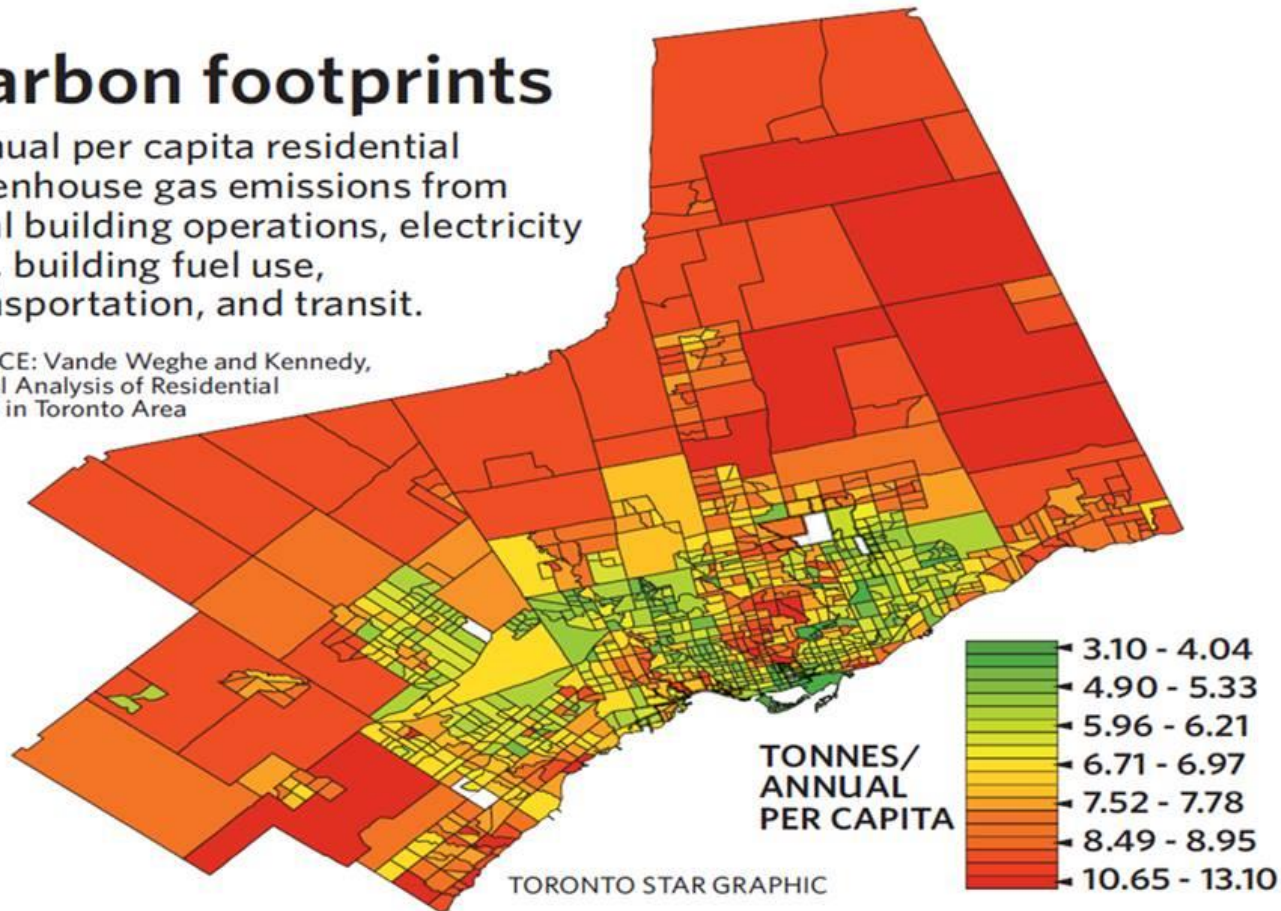 arbon footprints
nual per capita residential
enhouse gas emissions from
al building operations, electricity
. building fuel use,
nsportation, and transit.
CE: Vande Weghe and Kennedy,
l Analysis of Residential
in Toronto Area
3.10 - 4.04
4.90 - 5.33
5.96 - 6.21
6.71 - 6.97
7.52 - 7.78
8.49 - 8.95
10.65 - 13.10
TONNES/
ANNUAL
PER CAPITA
TORONTO STAR GRAPHIC